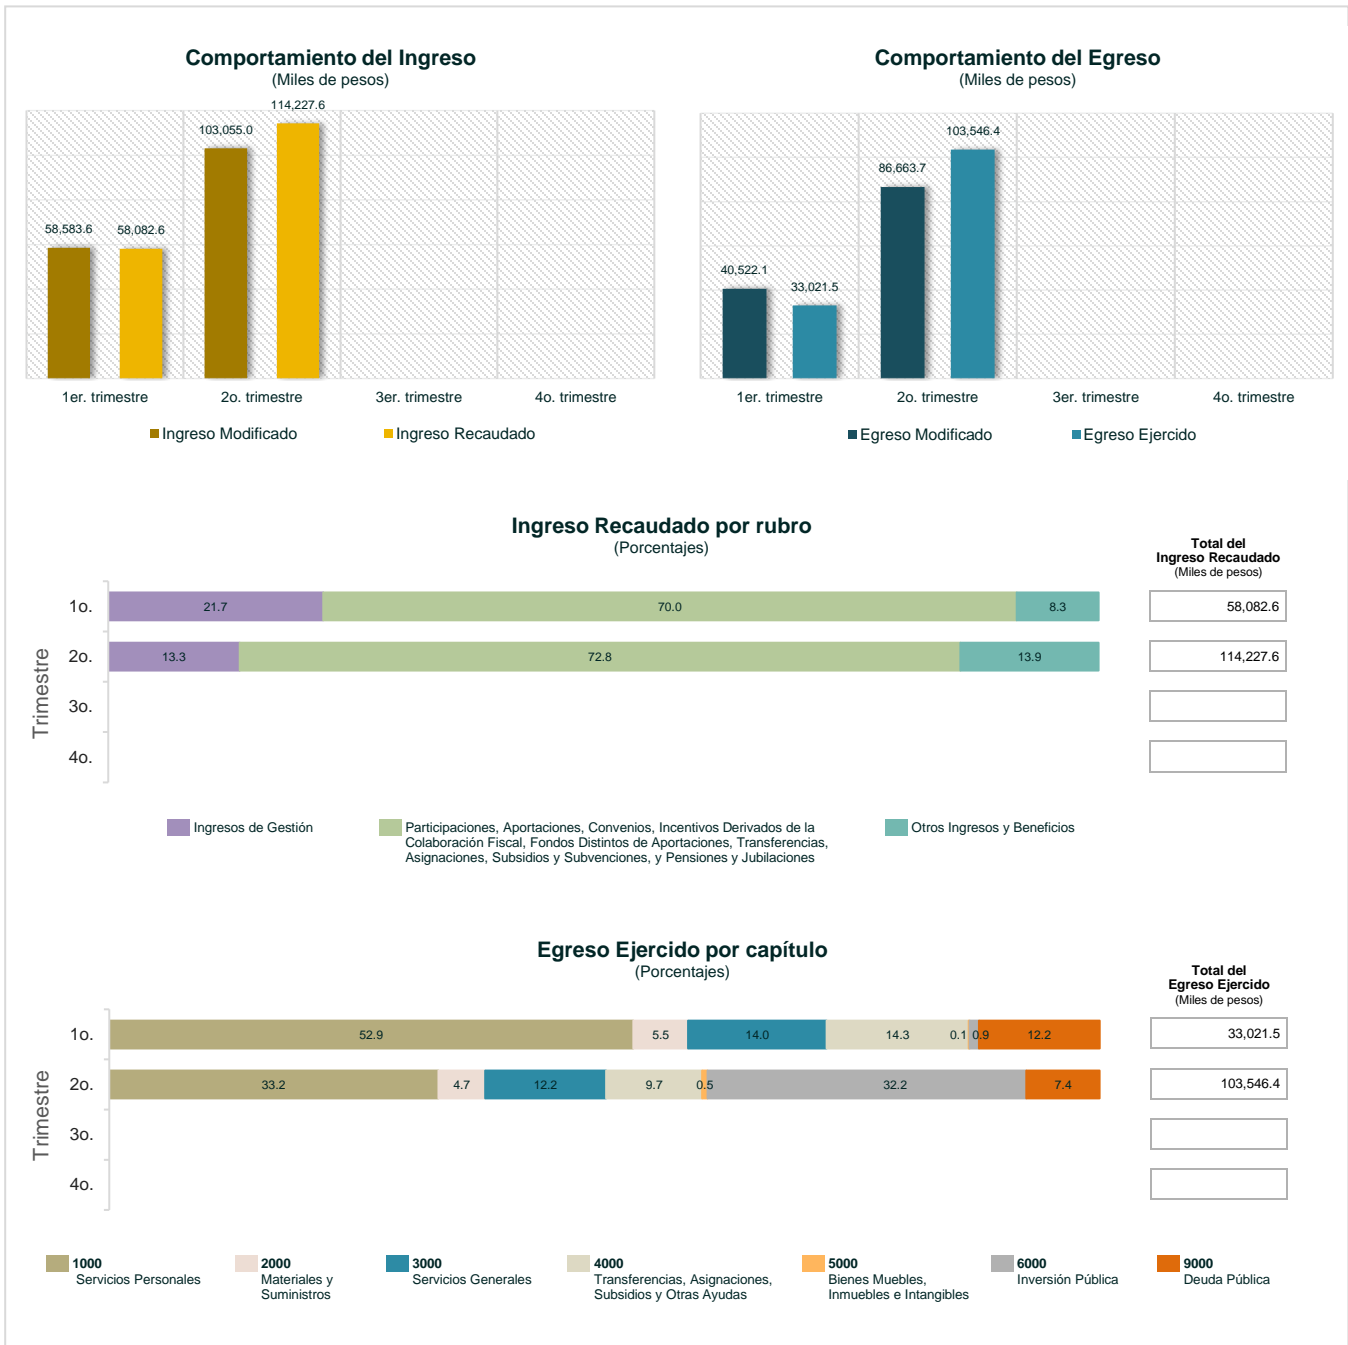 Comportamiento del Ingreso
(Miles de pesos)
114,227.6
103,055.0
58,583.6
58,082.6
1er. trimestre
2o. trimestre
3er. trimestre
4o. trimestre
Ingreso Modificado
Ingreso Recaudado
Comportamiento del Egreso
(Miles de pesos)
103,546.4
86,663.7
40,522.1
33,021.5
1er. trimestre
2o. trimestre
3er. trimestre
4o. trimestre
Egreso Modificado
Egreso Ejercido
Ingreso Recaudado por rubro
(Porcentajes)
Total del
Ingreso Recaudado
(Miles de pesos)
Trimestre
1o.
21.7
70.0
8.3
58,082.6
2o.
13.3
72.8
13.9
114,227.6
3o.
4o.
Ingresos de Gestión
Participaciones, Aportaciones, Convenios, Incentivos Derivados de la
Colaboración Fiscal, Fondos Distintos de Aportaciones, Transferencias,
Asignaciones, Subsidios y Subvenciones, y Pensiones y Jubilaciones
Otros Ingresos y Beneficios
Egreso Ejercido por capítulo
(Porcentajes)
Total del
Egreso Ejercido
(Miles de pesos)
Trimestre
1o.
52.9
5.5
14.0
14.3
0.1
0.9
12.2
33,021.5
2o.
33.2
4.7
12.2
9.7
0.5
32.2
7.4
103,546.4
3o.
4o.
1000
Servicios Personales
2000
Materiales y
Suministros
3000
Servicios Generales
4000
Transferencias, Asignaciones,
Subsidios y Otras Ayudas
5000
Bienes Muebles,
Inmuebles e Intangibles
6000
Inversión Pública
9000
Deuda Pública